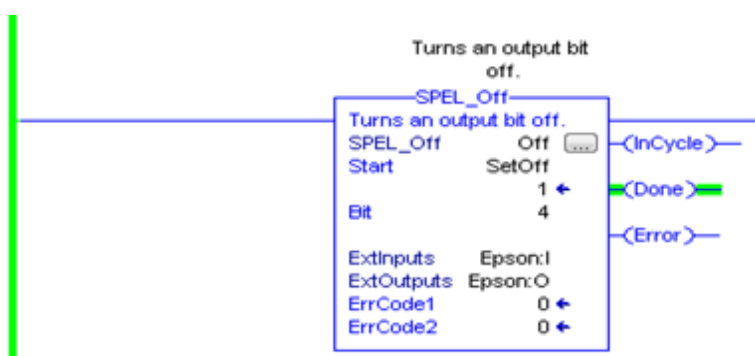 Turns an output bit
off.
SPEL_Off
Turns an output bit off.
SPEL_Off Off ...
(InCycle)
Start SetOff
1
(Done)
Bit 4
(Error)
ExtInputs Epson:I
ExtOutputs Epson:O
ErrCode1 0
ErrCode2 0